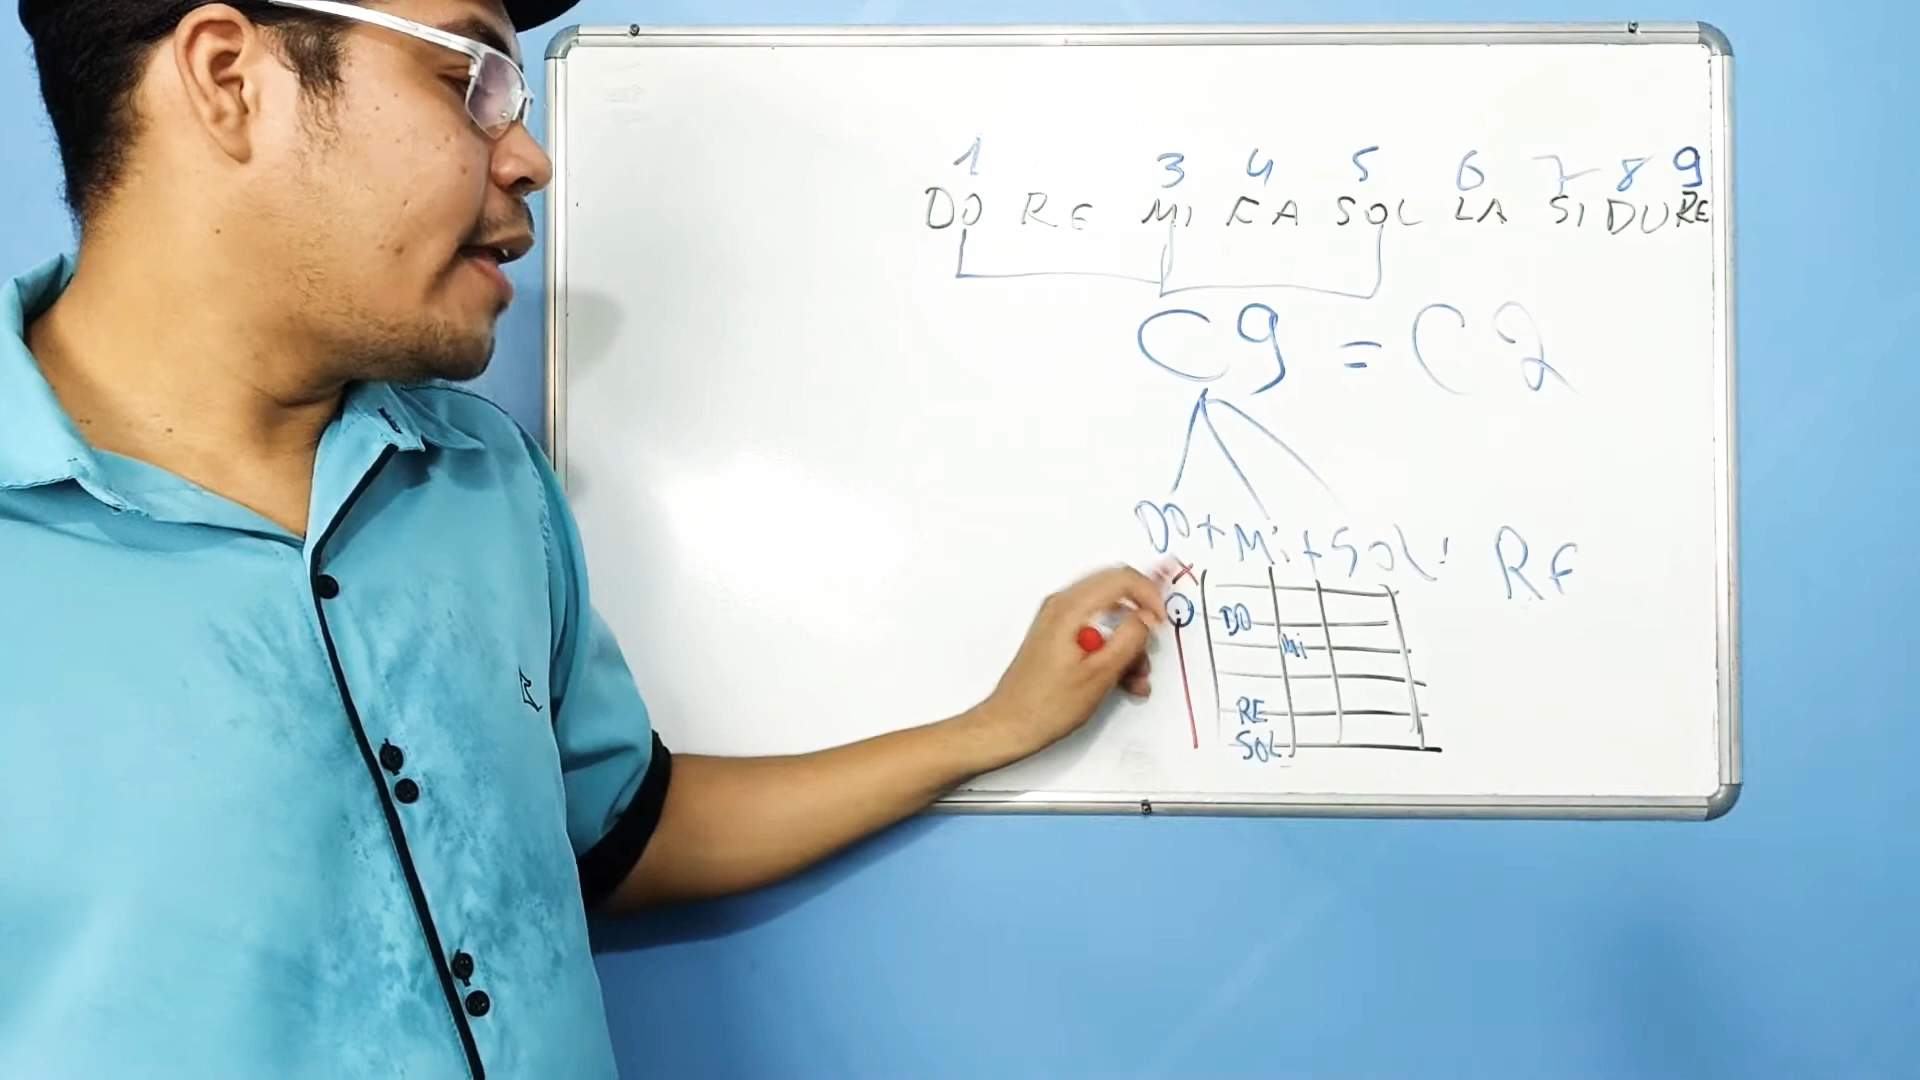 1 3 4 5 6 7 8 9
DO RE MI FA SOL LA SI DO RE
C9 = C2
DO + Mi + SOL! RE
x
DO
Mi
RE
SOL